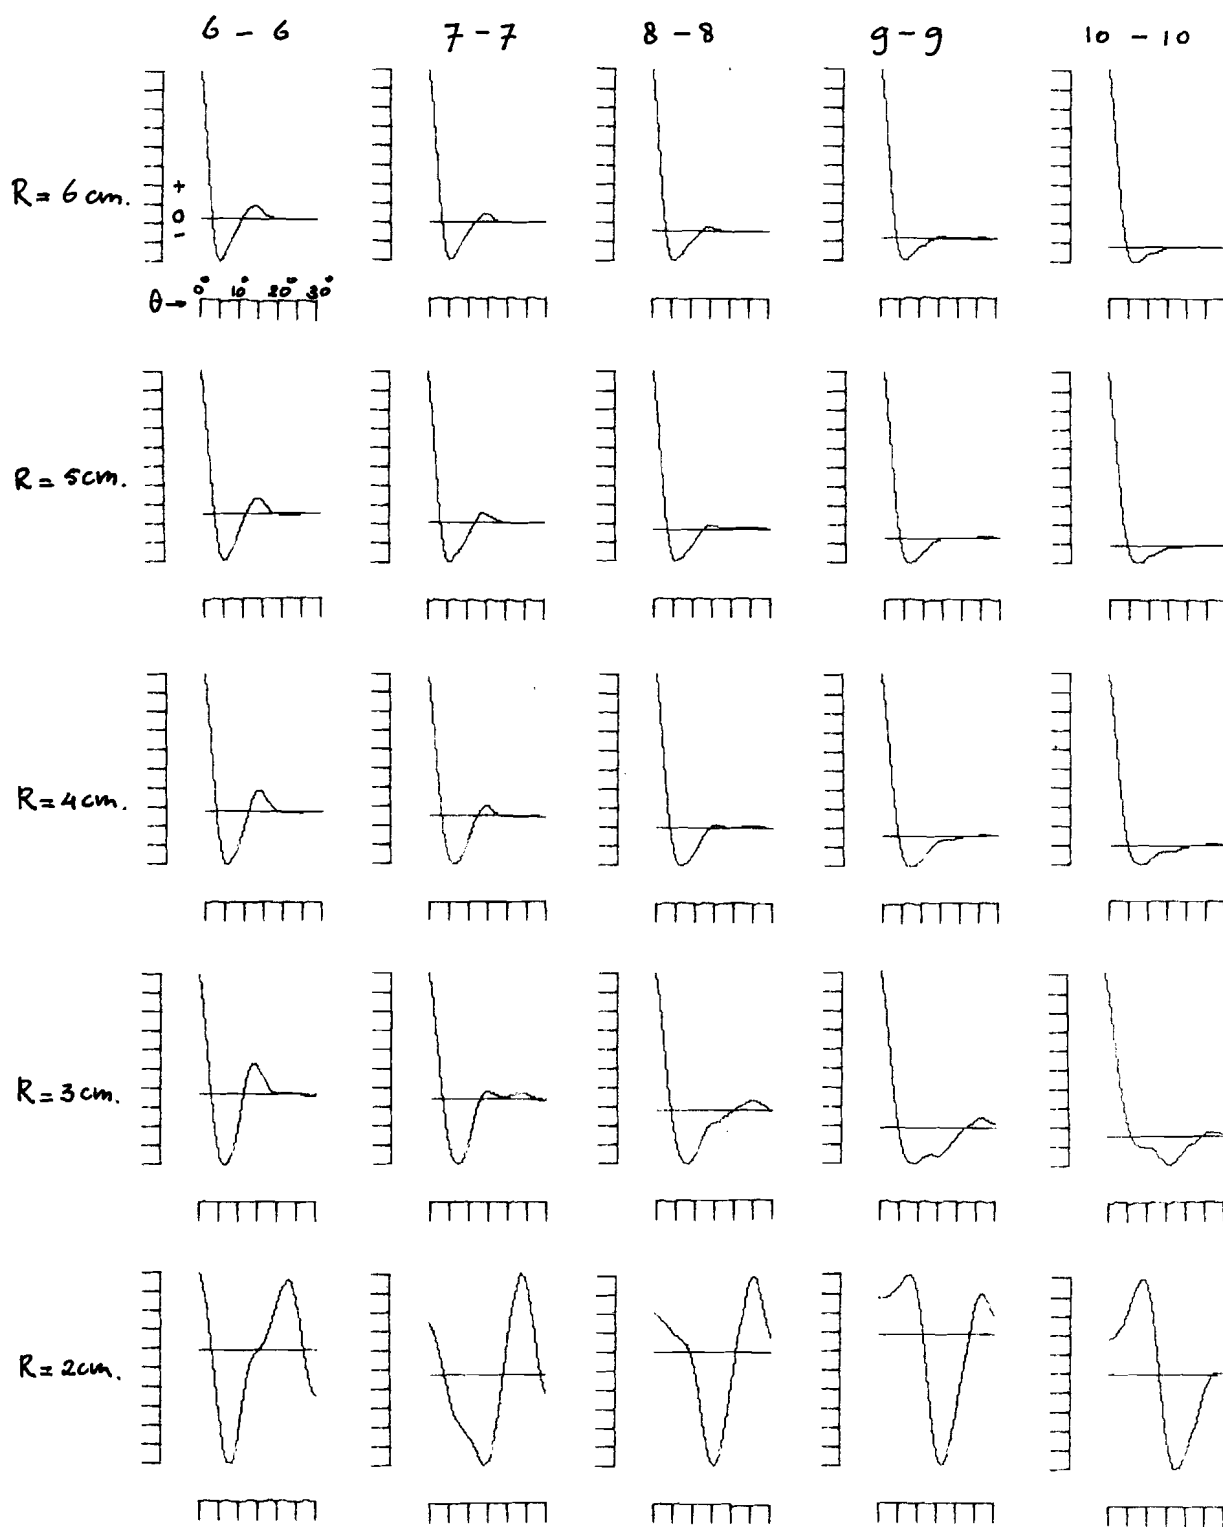 6 - 6 7 - 7 8 - 8 9 - 9 10 - 10
R = 6 cm.
+
0
-
θ → 0° 10° 20° 30°
R = 5 cm.
R = 4 cm.
R = 3 cm.
R = 2 cm.